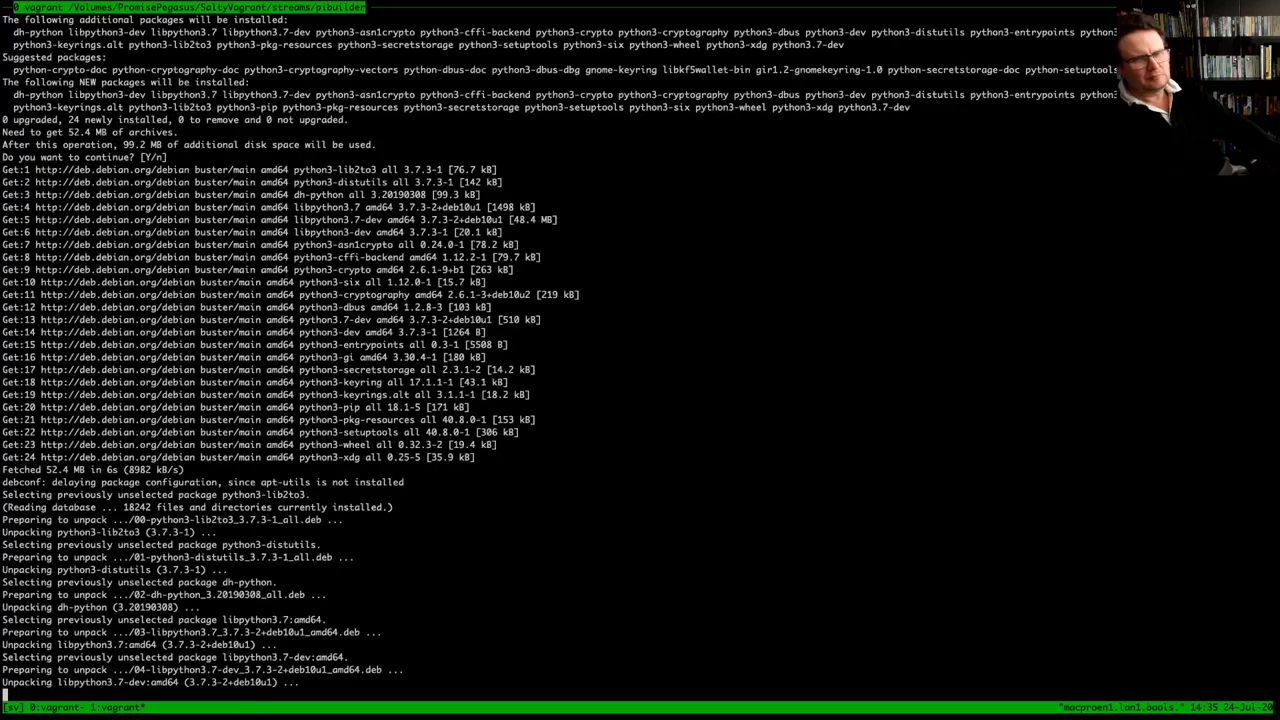 0 vagrant /Volumes/PromisePegasus/SaltyVagrant/streams/pibuilder
The following additional packages will be installed:
dh-python libpython3-dev libpython3.7 libpython3.7-dev python3-asn1crypto python3-cffi-backend python3-crypto python3-cryptography python3-dbus python3-dev python3-distutils python3-entrypoints python3-
python3-keyrings.alt python3-lib2to3 python3-pkg-resources python3-secretstorage python3-setuptools python3-six python3-wheel python3-xdg python3.7-dev
Suggested packages:
python-crypto-doc python-cryptography-doc python3-cryptography-vectors python-dbus-doc python3-dbus-dbg gnome-keyring libkf5wallet-bin gir1.2-gnomekeyring-1.0 python-secretstorage-doc python-setuptools
The following NEW packages will be installed:
dh-python libpython3-dev libpython3.7 libpython3.7-dev python3-asn1crypto python3-cffi-backend python3-crypto python3-cryptography python3-dbus python3-dev python3-distutils python3-entrypoints python3-
python3-keyrings.alt python3-lib2to3 python3-pip python3-pkg-resources python3-secretstorage python3-setuptools python3-six python3-wheel python3-xdg python3.7-dev
0 upgraded, 24 newly installed, 0 to remove and 0 not upgraded.
Need to get 52.4 MB of archives.
After this operation, 99.2 MB of additional disk space will be used.
Do you want to continue? [Y/n]
Get:1 http://deb.debian.org/debian buster/main amd64 python3-lib2to3 all 3.7.3-1 [76.7 kB]
Get:2 http://deb.debian.org/debian buster/main amd64 python3-distutils all 3.7.3-1 [142 kB]
Get:3 http://deb.debian.org/debian buster/main amd64 dh-python all 3.20190308 [99.3 kB]
Get:4 http://deb.debian.org/debian buster/main amd64 libpython3.7 amd64 3.7.3-2+deb10u1 [1498 kB]
Get:5 http://deb.debian.org/debian buster/main amd64 libpython3.7-dev amd64 3.7.3-2+deb10u1 [48.4 MB]
Get:6 http://deb.debian.org/debian buster/main amd64 libpython3-dev amd64 3.7.3-1 [20.1 kB]
Get:7 http://deb.debian.org/debian buster/main amd64 python3-asn1crypto all 0.24.0-1 [78.2 kB]
Get:8 http://deb.debian.org/debian buster/main amd64 python3-cffi-backend amd64 1.12.2-1 [79.7 kB]
Get:9 http://deb.debian.org/debian buster/main amd64 python3-crypto amd64 2.6.1-9+b1 [263 kB]
Get:10 http://deb.debian.org/debian buster/main amd64 python3-six all 1.12.0-1 [15.7 kB]
Get:11 http://deb.debian.org/debian buster/main amd64 python3-cryptography amd64 2.6.1-3+deb10u2 [219 kB]
Get:12 http://deb.debian.org/debian buster/main amd64 python3-dbus amd64 1.2.8-3 [103 kB]
Get:13 http://deb.debian.org/debian buster/main amd64 python3.7-dev amd64 3.7.3-2+deb10u1 [510 kB]
Get:14 http://deb.debian.org/debian buster/main amd64 python3-dev amd64 3.7.3-1 [1264 B]
Get:15 http://deb.debian.org/debian buster/main amd64 python3-entrypoints all 0.3-1 [5508 B]
Get:16 http://deb.debian.org/debian buster/main amd64 python3-gi amd64 3.30.4-1 [180 kB]
Get:17 http://deb.debian.org/debian buster/main amd64 python3-secretstorage all 2.3.1-2 [14.2 kB]
Get:18 http://deb.debian.org/debian buster/main amd64 python3-keyring all 17.1.1-1 [43.1 kB]
Get:19 http://deb.debian.org/debian buster/main amd64 python3-keyrings.alt all 3.1.1-1 [18.2 kB]
Get:20 http://deb.debian.org/debian buster/main amd64 python3-pip all 18.1-5 [171 kB]
Get:21 http://deb.debian.org/debian buster/main amd64 python3-pkg-resources all 40.8.0-1 [153 kB]
Get:22 http://deb.debian.org/debian buster/main amd64 python3-setuptools all 40.8.0-1 [306 kB]
Get:23 http://deb.debian.org/debian buster/main amd64 python3-wheel all 0.32.3-2 [19.4 kB]
Get:24 http://deb.debian.org/debian buster/main amd64 python3-xdg all 0.25-5 [35.9 kB]
Fetched 52.4 MB in 6s (8982 kB/s)
debconf: delaying package configuration, since apt-utils is not installed
Selecting previously unselected package python3-lib2to3.
(Reading database ... 18242 files and directories currently installed.)
Preparing to unpack .../00-python3-lib2to3_3.7.3-1_all.deb ...
Unpacking python3-lib2to3 (3.7.3-1) ...
Selecting previously unselected package python3-distutils.
Preparing to unpack .../01-python3-distutils_3.7.3-1_all.deb ...
Unpacking python3-distutils (3.7.3-1) ...
Selecting previously unselected package dh-python.
Preparing to unpack .../02-dh-python_3.20190308_all.deb ...
Unpacking dh-python (3.20190308) ...
Selecting previously unselected package libpython3.7:amd64.
Preparing to unpack .../03-libpython3.7_3.7.3-2+deb10u1_amd64.deb ...
Unpacking libpython3.7:amd64 (3.7.3-2+deb10u1) ...
Selecting previously unselected package libpython3.7-dev:amd64.
Preparing to unpack .../04-libpython3.7-dev_3.7.3-2+deb10u1_amd64.deb ...
Unpacking libpython3.7-dev:amd64 (3.7.3-2+deb10u1) ...
[sv] 0:vagrant- 1:vagrant* "macproen1.lan1.bools." 14:35 24-Jul-20